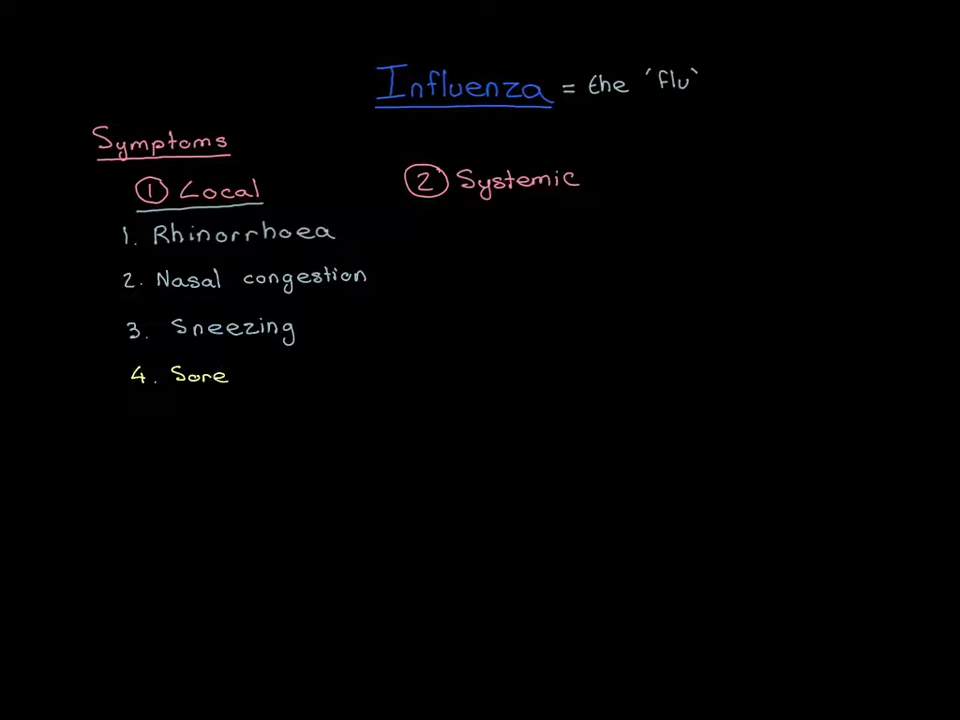 Influenza = the 'flu'
Symptoms
① Local
② Systemic
1. Rhinorrhoea
2. Nasal congestion
3. Sneezing
4. Sore